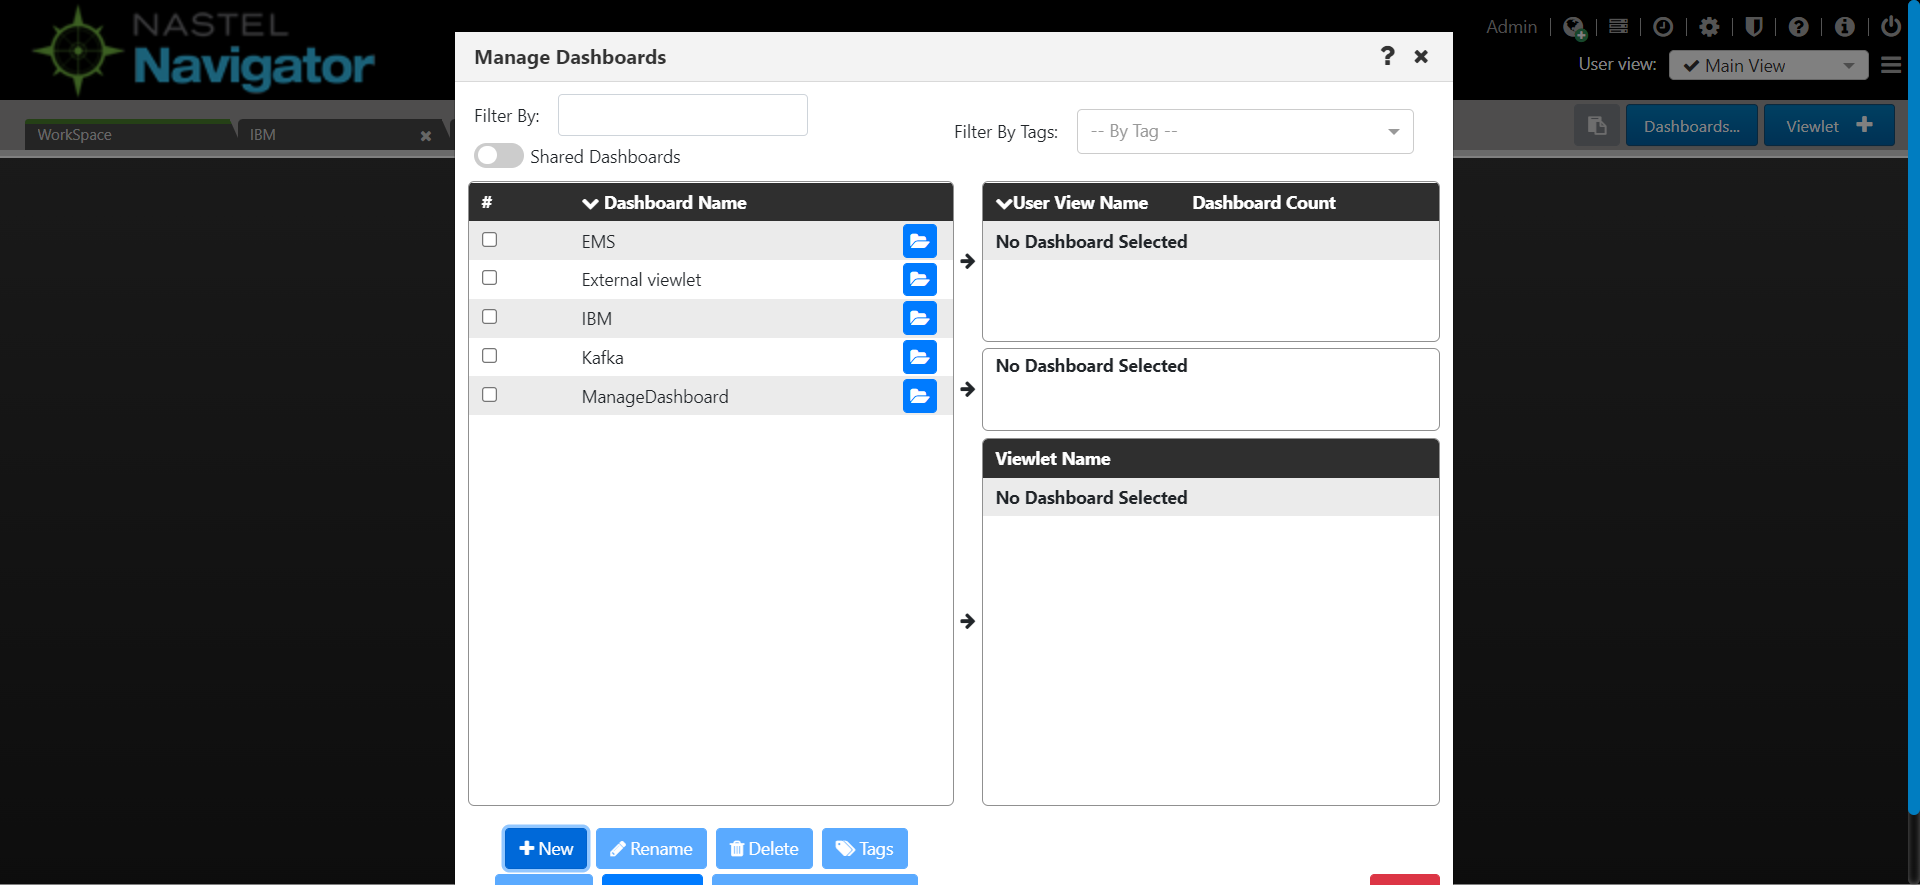 NASTEL
Navigator
Admin
User view:
Main View
WorkSpace
IBM
Dashboards...
Viewlet
Manage Dashboards
Filter By:
Filter By Tags:
-- By Tag --
Shared Dashboards
# Dashboard Name
EMS
External viewlet
IBM
Kafka
ManageDashboard
User View Name Dashboard Count
No Dashboard Selected
No Dashboard Selected
Viewlet Name
No Dashboard Selected
New
Rename
Delete
Tags